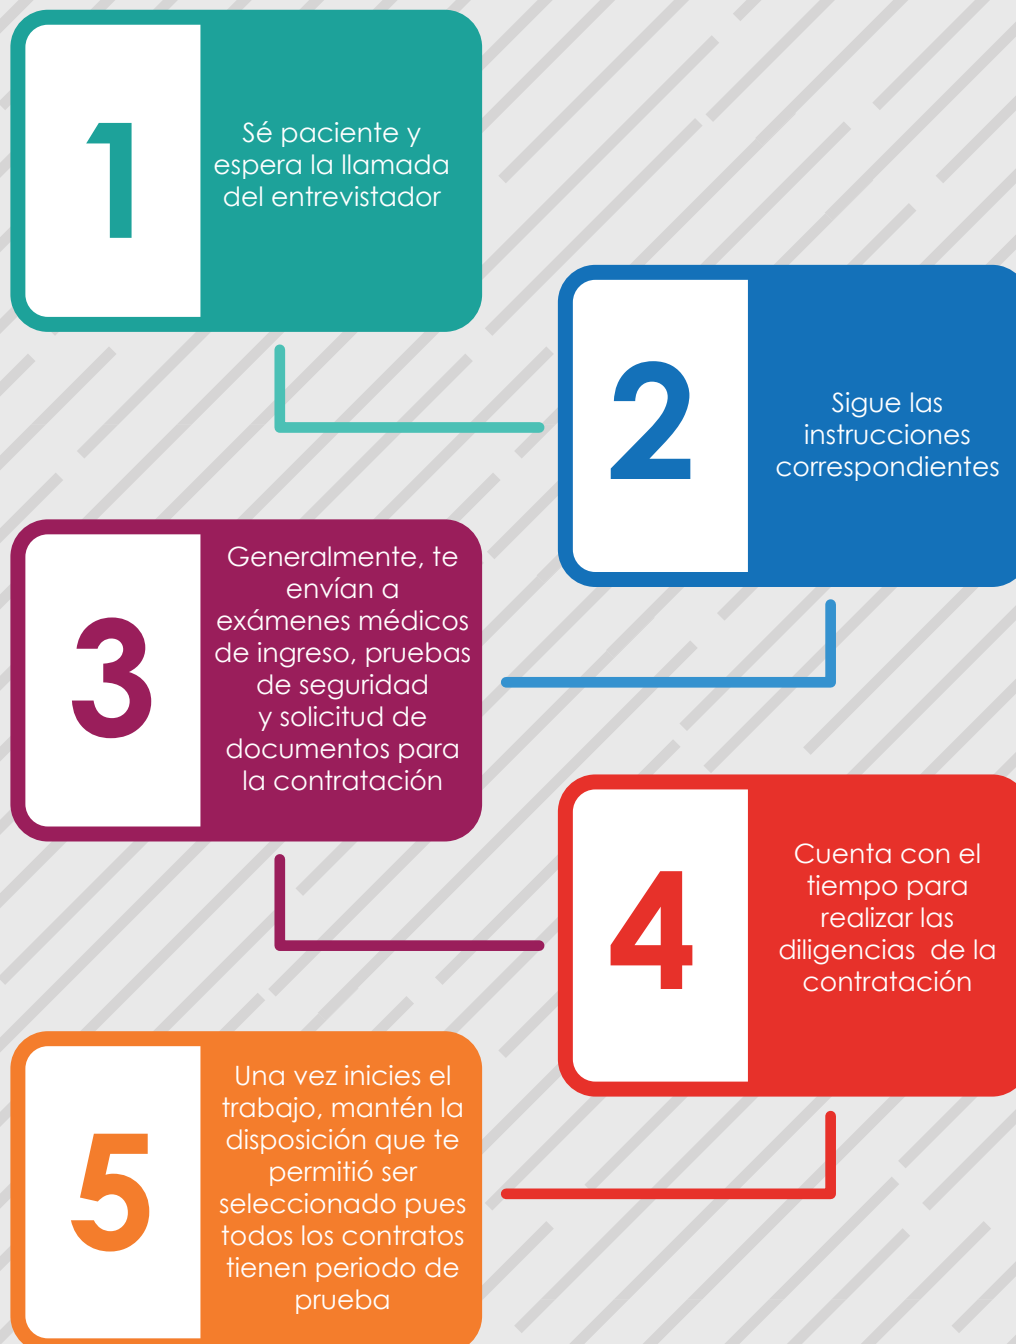 1
Sé paciente y
espera la llamada
del entrevistador
2
Sigue las
instrucciones
correspondientes
3
Generalmente, te
envían a
exámenes médicos
de ingreso, pruebas
de seguridad
y solicitud de
documentos para
la contratación
4
Cuenta con el
tiempo para
realizar las
diligencias  de la
contratación
5
Una vez inicies el
trabajo, mantén la
disposición que te
permitió ser
seleccionado pues
todos los contratos
tienen periodo de
prueba